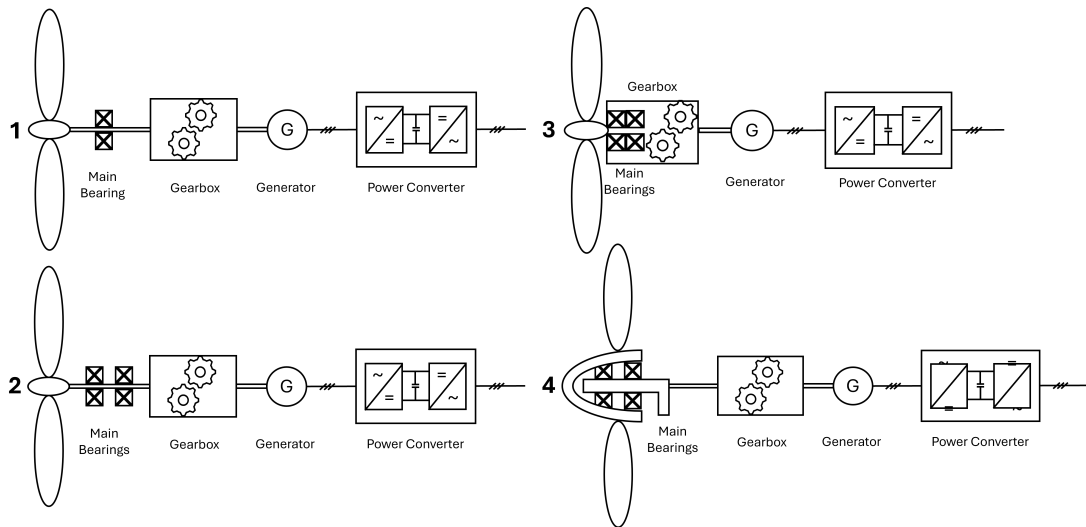 1
Main
Bearing
Gearbox
G
Generator
~
=
=
~
Power Converter
3
Gearbox
Main
Bearings
G
Generator
~
=
=
~
Power Converter
2
Main
Bearings
Gearbox
G
Generator
~
=
=
~
Power Converter
4
Main
Bearings
Gearbox
G
Generator
~
=
=
~
Power Converter